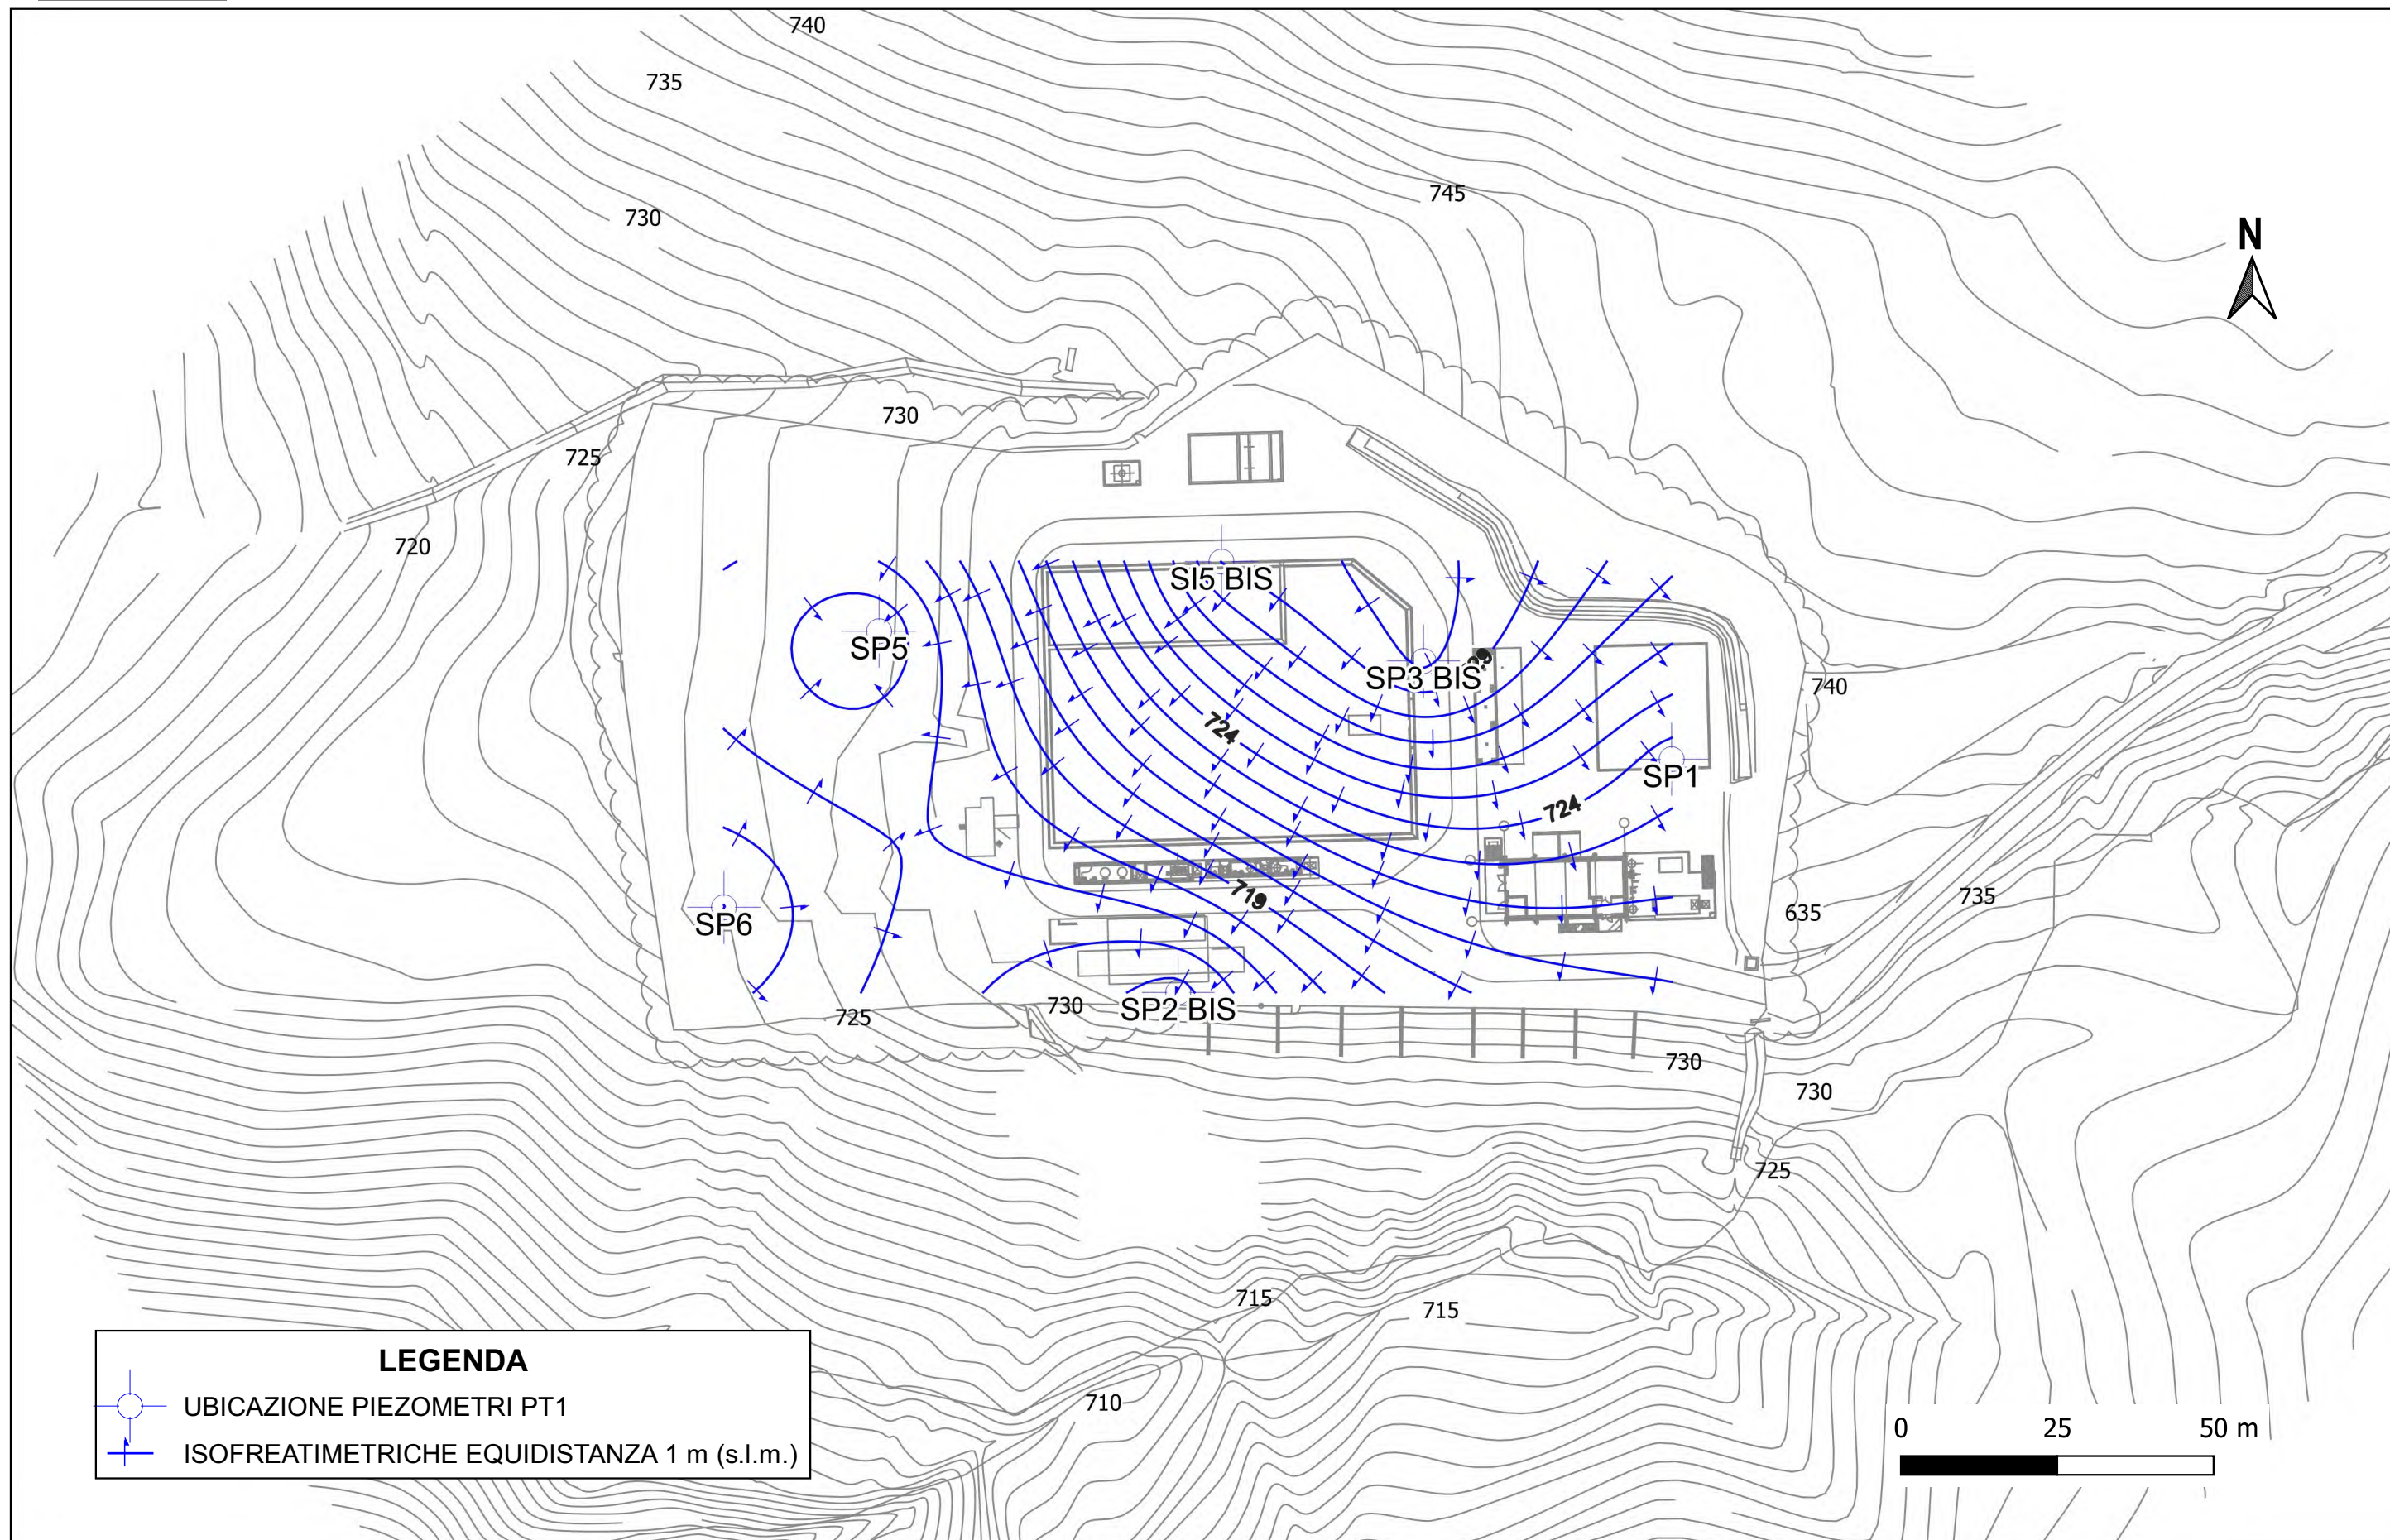 740
735
745
730
N
730
725
720
SI5 BIS
SP5
SP3 BIS
740
724
SP1
724
719
735
635
SP6
730
SP2 BIS
725
730
730
725
715
715
LEGENDA
710
UBICAZIONE PIEZOMETRI PT1
0 25 50 m
ISOFREATIMETRICHE EQUIDISTANZA 1 m (s.l.m.)